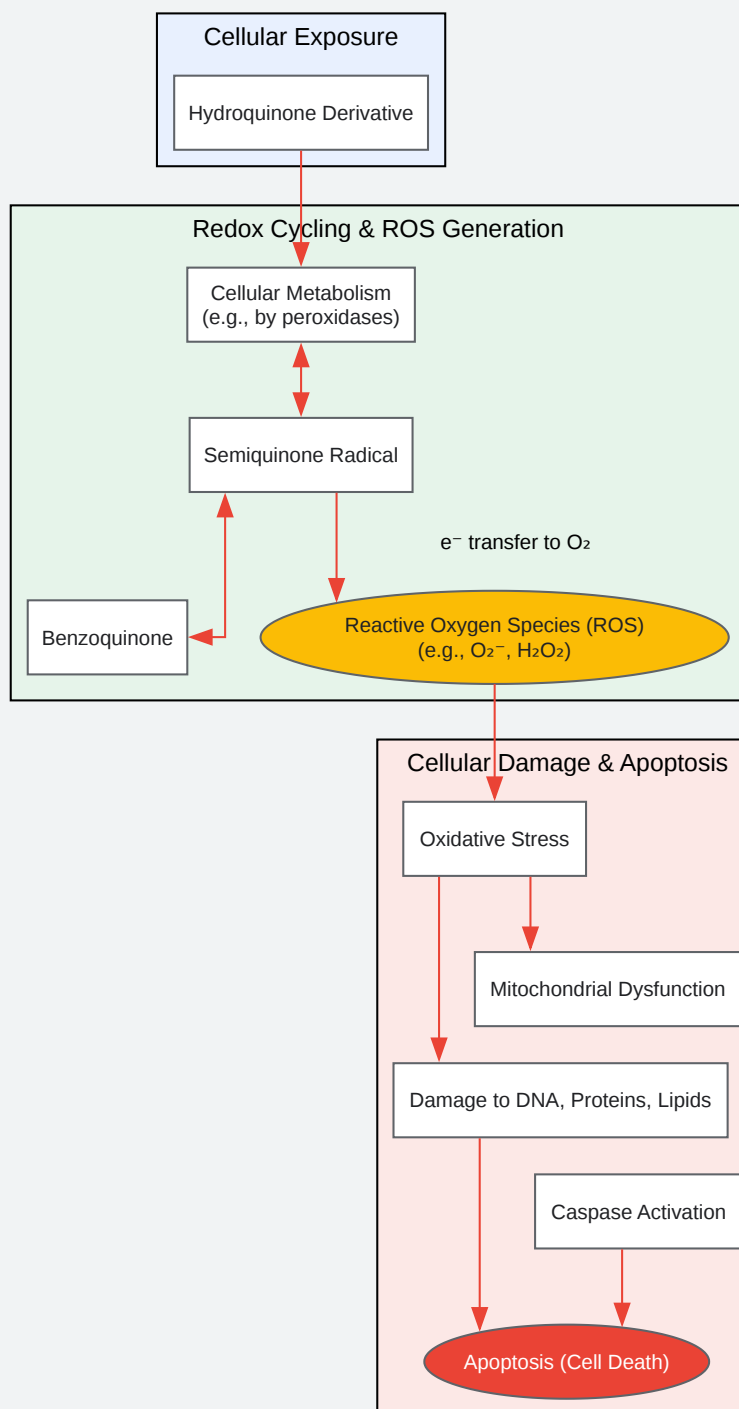 Cellular Exposure
Hydroquinone Derivative
Redox Cycling & ROS Generation
Cellular Metabolism
(e.g., by peroxidases)
Semiquinone Radical
e⁻ transfer to O₂
Benzoquinone
Reactive Oxygen Species (ROS)
(e.g., O₂⁻, H₂O₂)
Cellular Damage & Apoptosis
Oxidative Stress
Mitochondrial Dysfunction
Damage to DNA, Proteins, Lipids
Caspase Activation
Apoptosis (Cell Death)